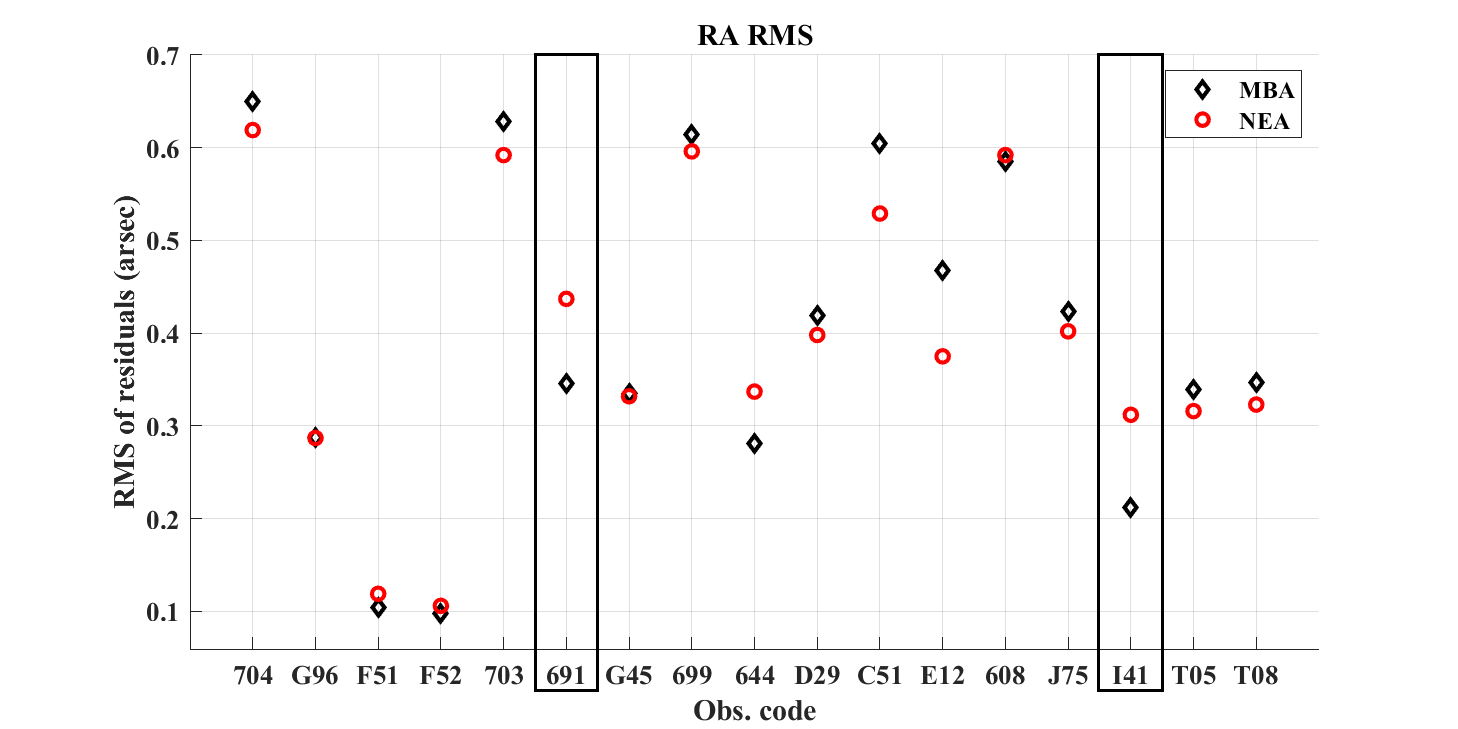 RA RMS
MBA
NEA
RMS of residuals (arsec)
0.7
0.6
0.5
0.4
0.3
0.2
0.1
704 G96 F51 F52 703 691 G45 699 644 D29 C51 E12 608 J75 I41 T05 T08
Obs. code